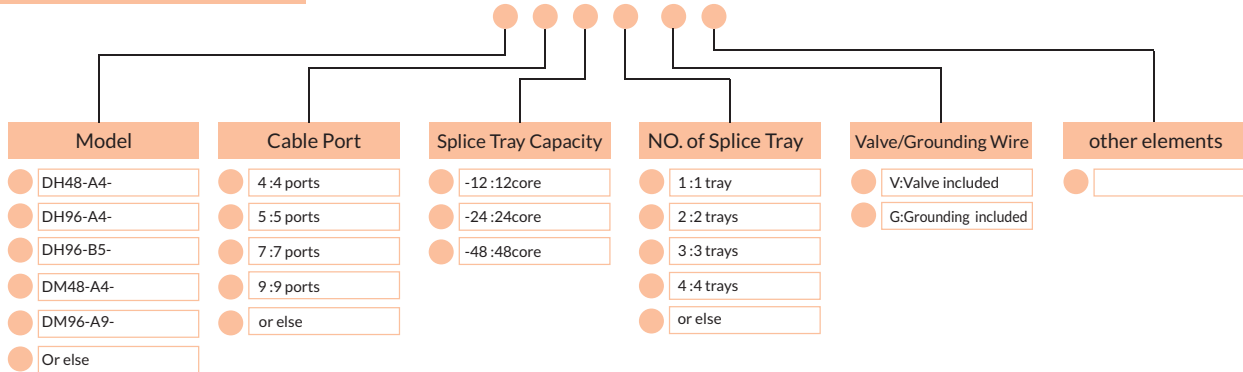 Model
DH48-A4-
DH96-A4-
DH96-B5-
DM48-A4-
DM96-A9-
Or else
Cable Port
4 :4 ports
5 :5 ports
7 :7 ports
9 :9 ports
or else
Splice Tray Capacity
-12 :12core
-24 :24core
-48 :48core
NO. of Splice Tray
1 :1 tray
2 :2 trays
3 :3 trays
4 :4 trays
or else
Valve/Grounding Wire
V:Valve included
G:Grounding included
other elements